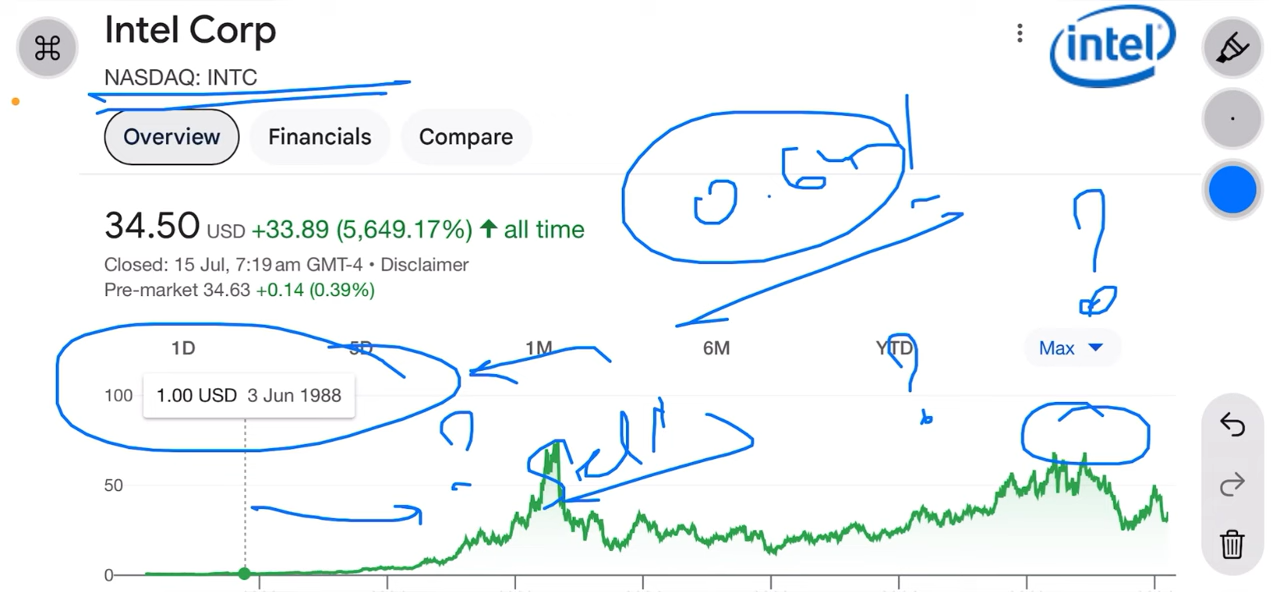 Intel Corp
intel
NASDAQ: INTC
Overview Financials Compare
34.50 USD +33.89 (5,649.17%) ↑ all time
Closed: 15 Jul, 7:19 am GMT-4 • Disclaimer
Pre-market 34.63 +0.14 (0.39%)
?
1D 5D 1M 6M YTD Max
?
100 1.00 USD 3 Jun 1988
?
50
0